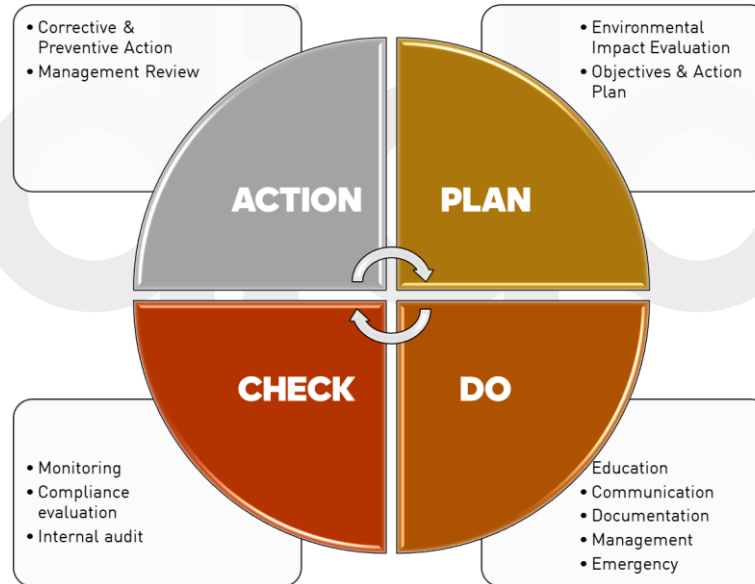 • Corrective &
Preventive Action
• Management Review
• Environmental
Impact Evaluation
• Objectives & Action
Plan
ACTION
PLAN
CHECK
DO
• Monitoring
• Compliance
evaluation
• Internal audit
Education
• Communication
• Documentation
• Management
• Emergency